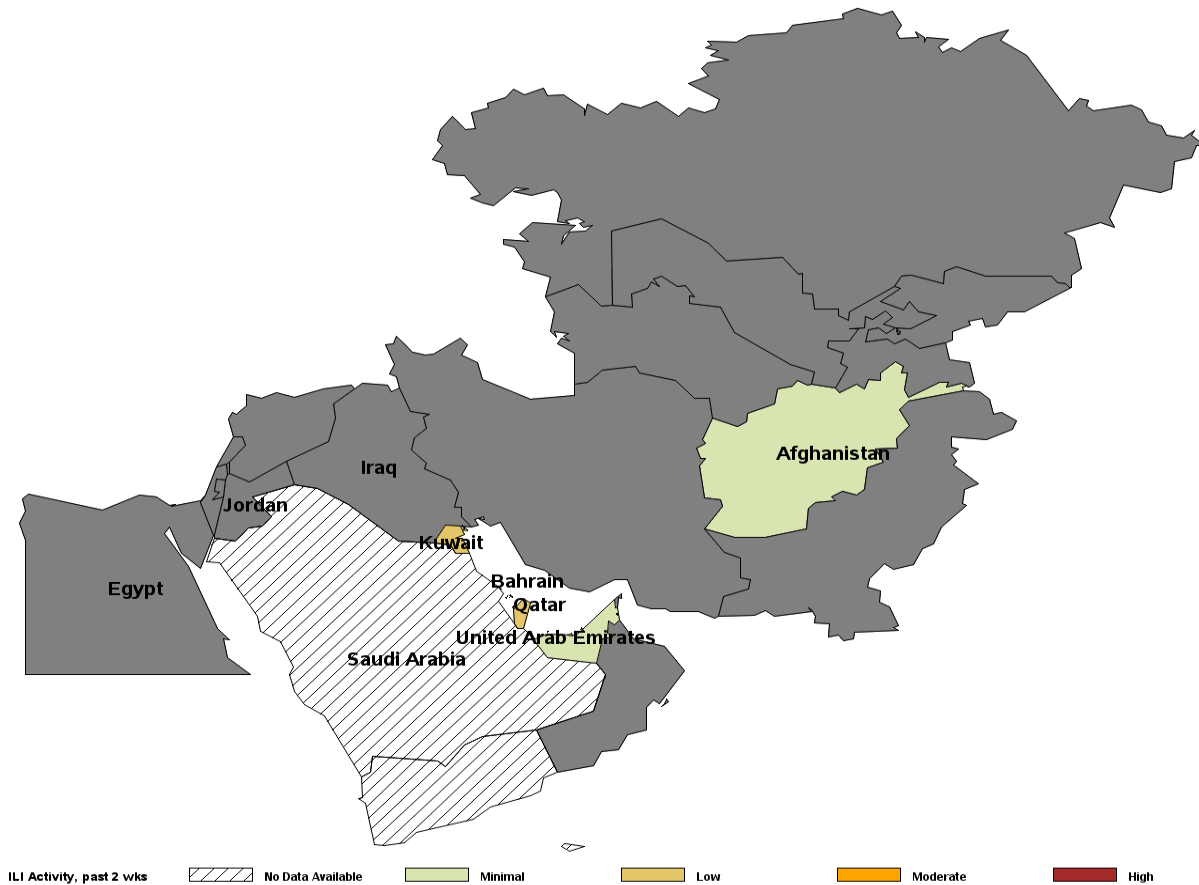 Afghanistan
Iraq
Jordan
Kuwait
Bahrain
Egypt
Qatar
United Arab Emirates
Saudi Arabia
ILI Activity, past 2 wks No Data Available Minimal Low Moderate High